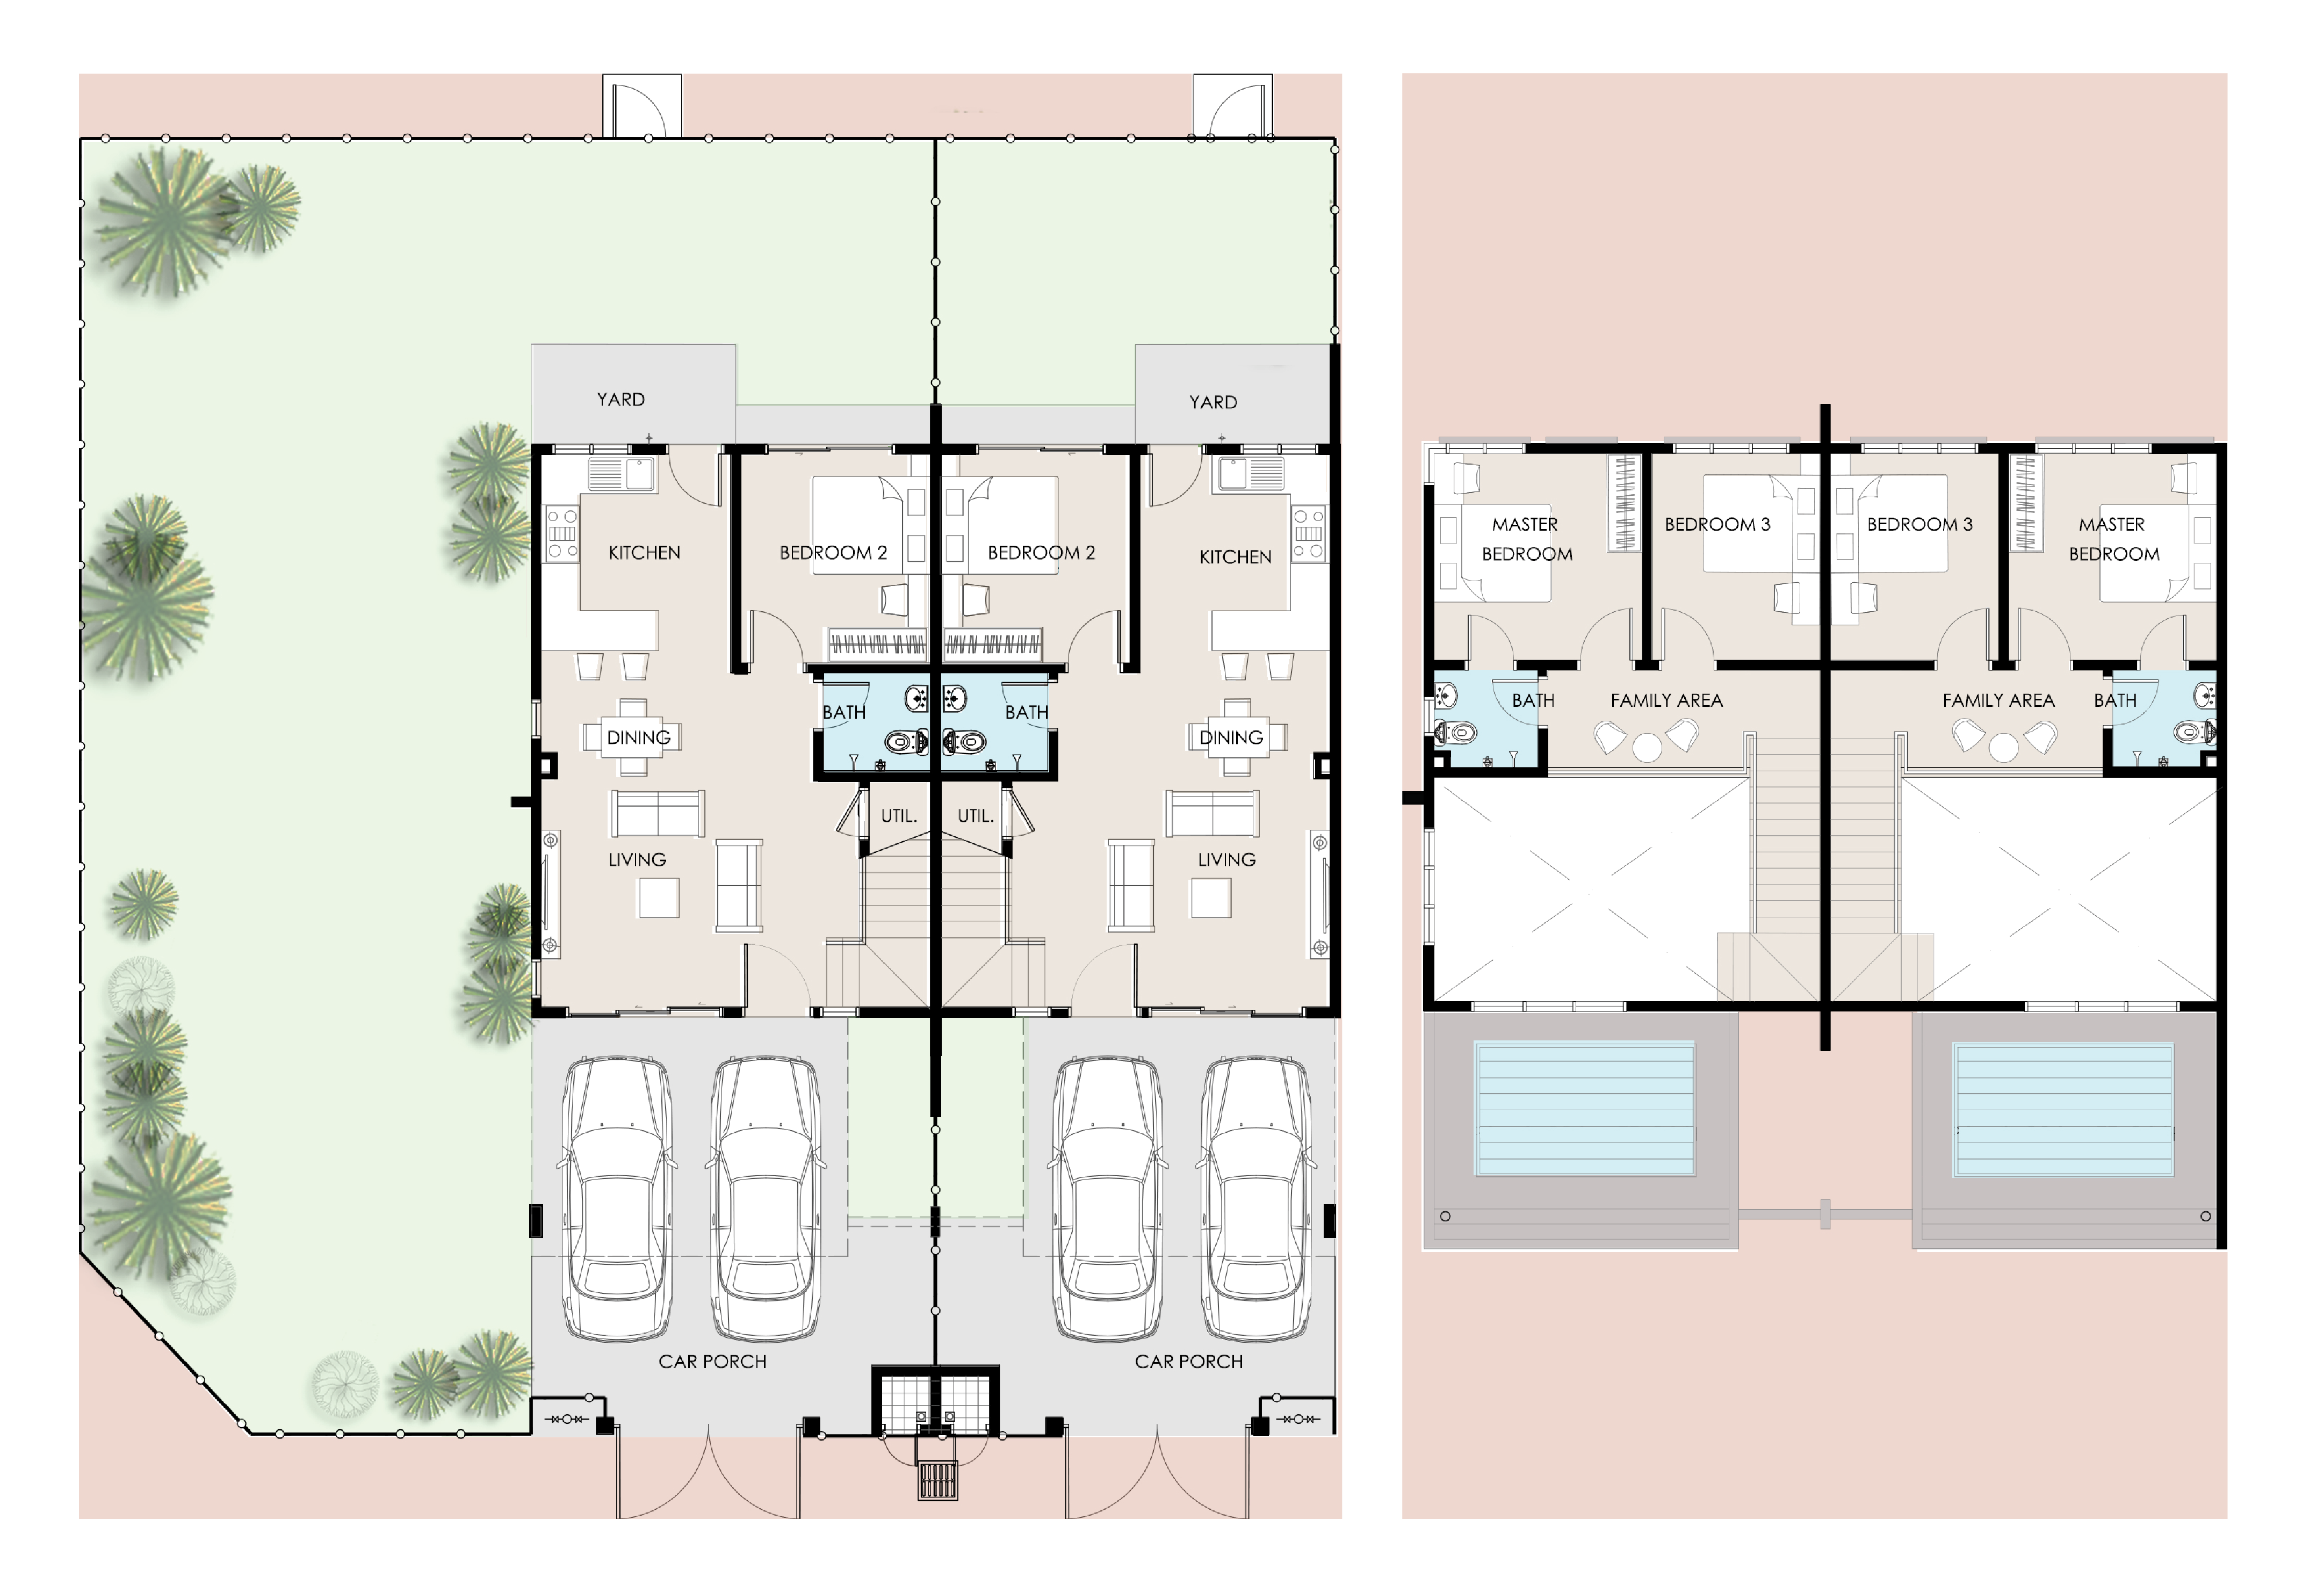 YARD
YARD
KITCHEN
BEDROOM 2
BEDROOM 2
KITCHEN
BATH
BATH
DINING
DINING
UTIL.
UTIL.
LIVING
LIVING
CAR PORCH
CAR PORCH
MASTER
BEDROOM
BEDROOM 3
BEDROOM 3
MASTER
BEDROOM
BATH
FAMILY AREA
FAMILY AREA
BATH